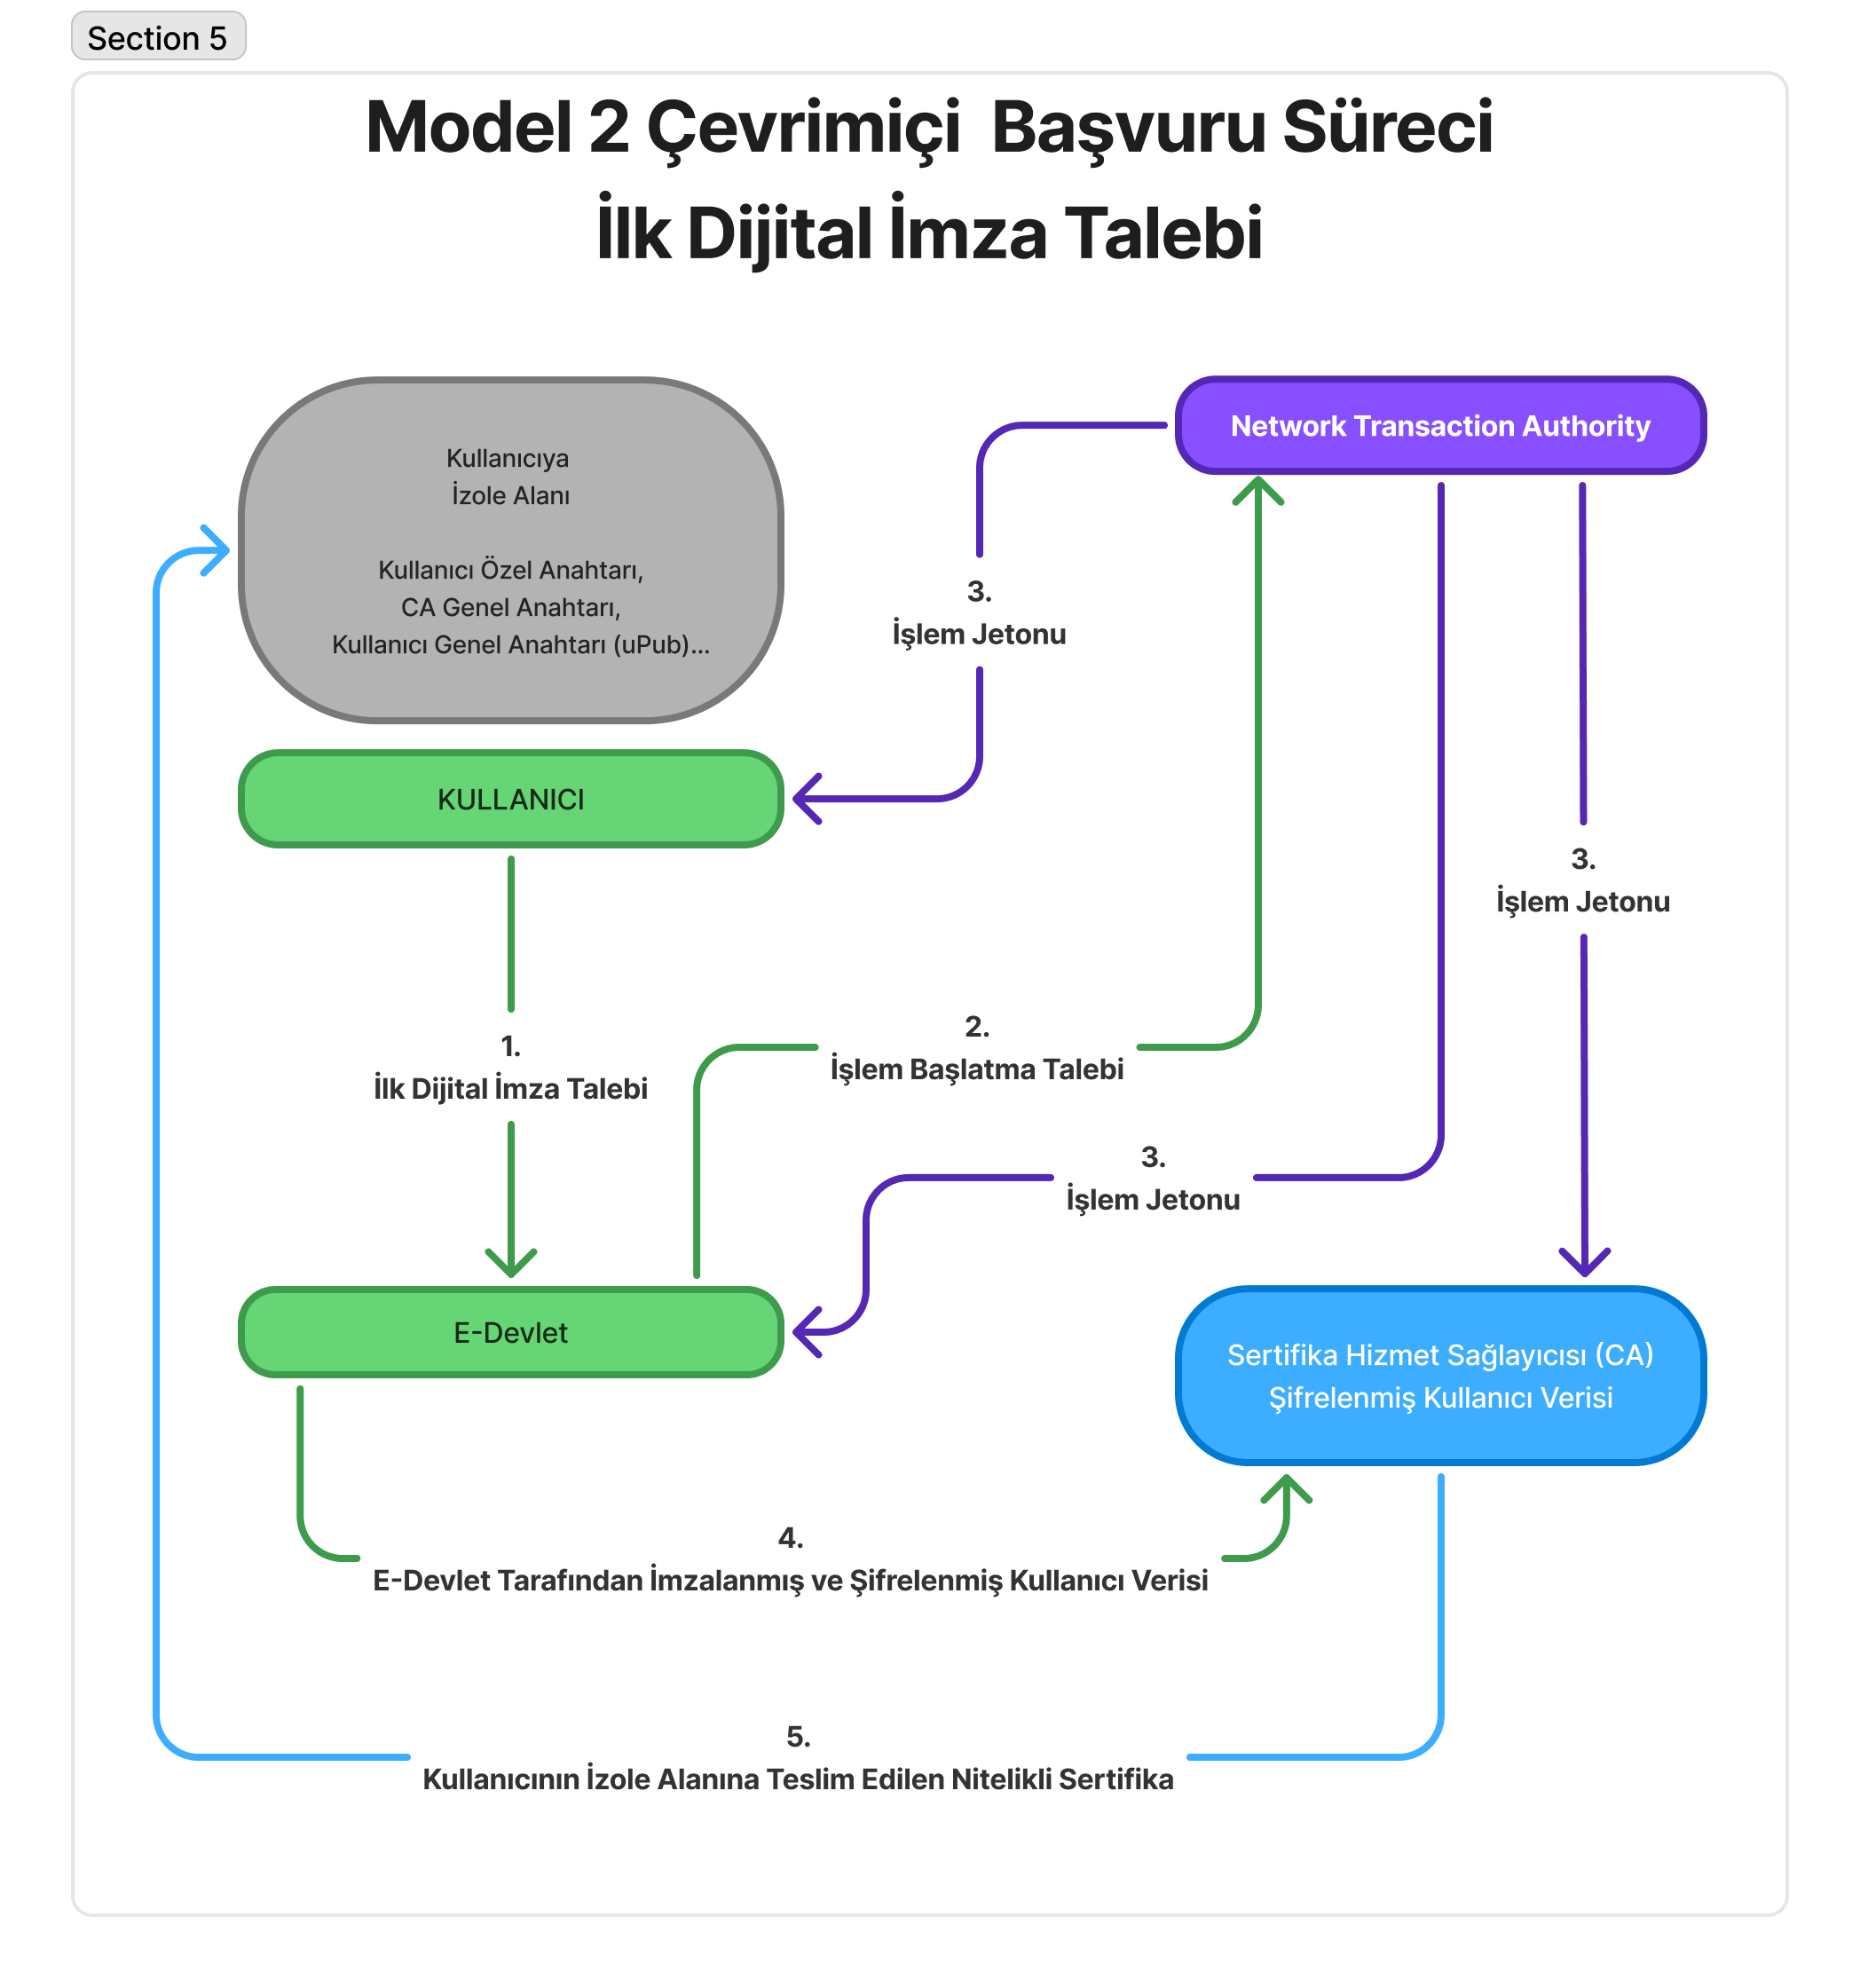 Section 5
Model 2 Çevrimiçi  Başvuru Süreci
İlk Dijital İmza Talebi
Kullanıcıya
İzole Alanı
Kullanıcı Özel Anahtarı,
CA Genel Anahtarı,
Kullanıcı Genel Anahtarı (uPub)...
Network Transaction Authority
3.
İşlem Jetonu
KULLANICI
3.
İşlem Jetonu
1.
İlk Dijital İmza Talebi
2.
İşlem Başlatma Talebi
3.
İşlem Jetonu
E-Devlet
Sertifika Hizmet Sağlayıcısı (CA)
Şifrelenmiş Kullanıcı Verisi
4.
E-Devlet Tarafından İmzalanmış ve Şifrelenmiş Kullanıcı Verisi
5.
Kullanıcının İzole Alanına Teslim Edilen Nitelikli Sertifika